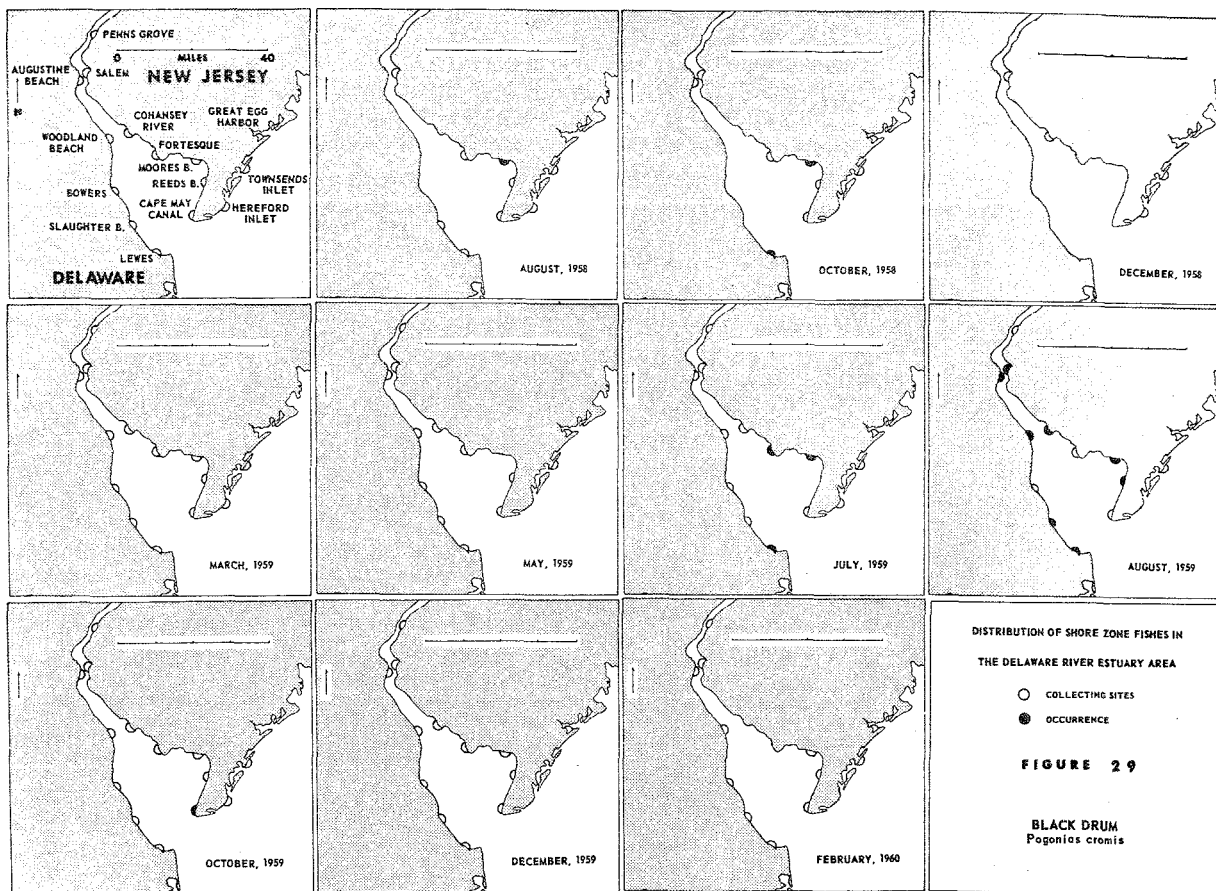 PENNS GROVE
0 MILES 40
AUGUSTINE
BEACH
SALEM
NEW JERSEY
N
COHANSEY
RIVER
GREAT EGG
HARBOR
WOODLAND
BEACH
FORTESQUE
MOORES B.
REEDS B.
TOWNSENDS
INLET
BOWERS
CAPE MAY
CANAL
HEREFORD
INLET
SLAUGHTER B.
LEWES
DELAWARE
AUGUST, 1958
OCTOBER, 1958
DECEMBER, 1958
MARCH, 1959
MAY, 1959
JULY, 1959
AUGUST, 1959
OCTOBER, 1959
DECEMBER, 1959
FEBRUARY, 1960
DISTRIBUTION OF SHORE ZONE FISHES IN
THE DELAWARE RIVER ESTUARY AREA
COLLECTING SITES
OCCURRENCE
FIGURE 29
BLACK DRUM
Pogonias cromis